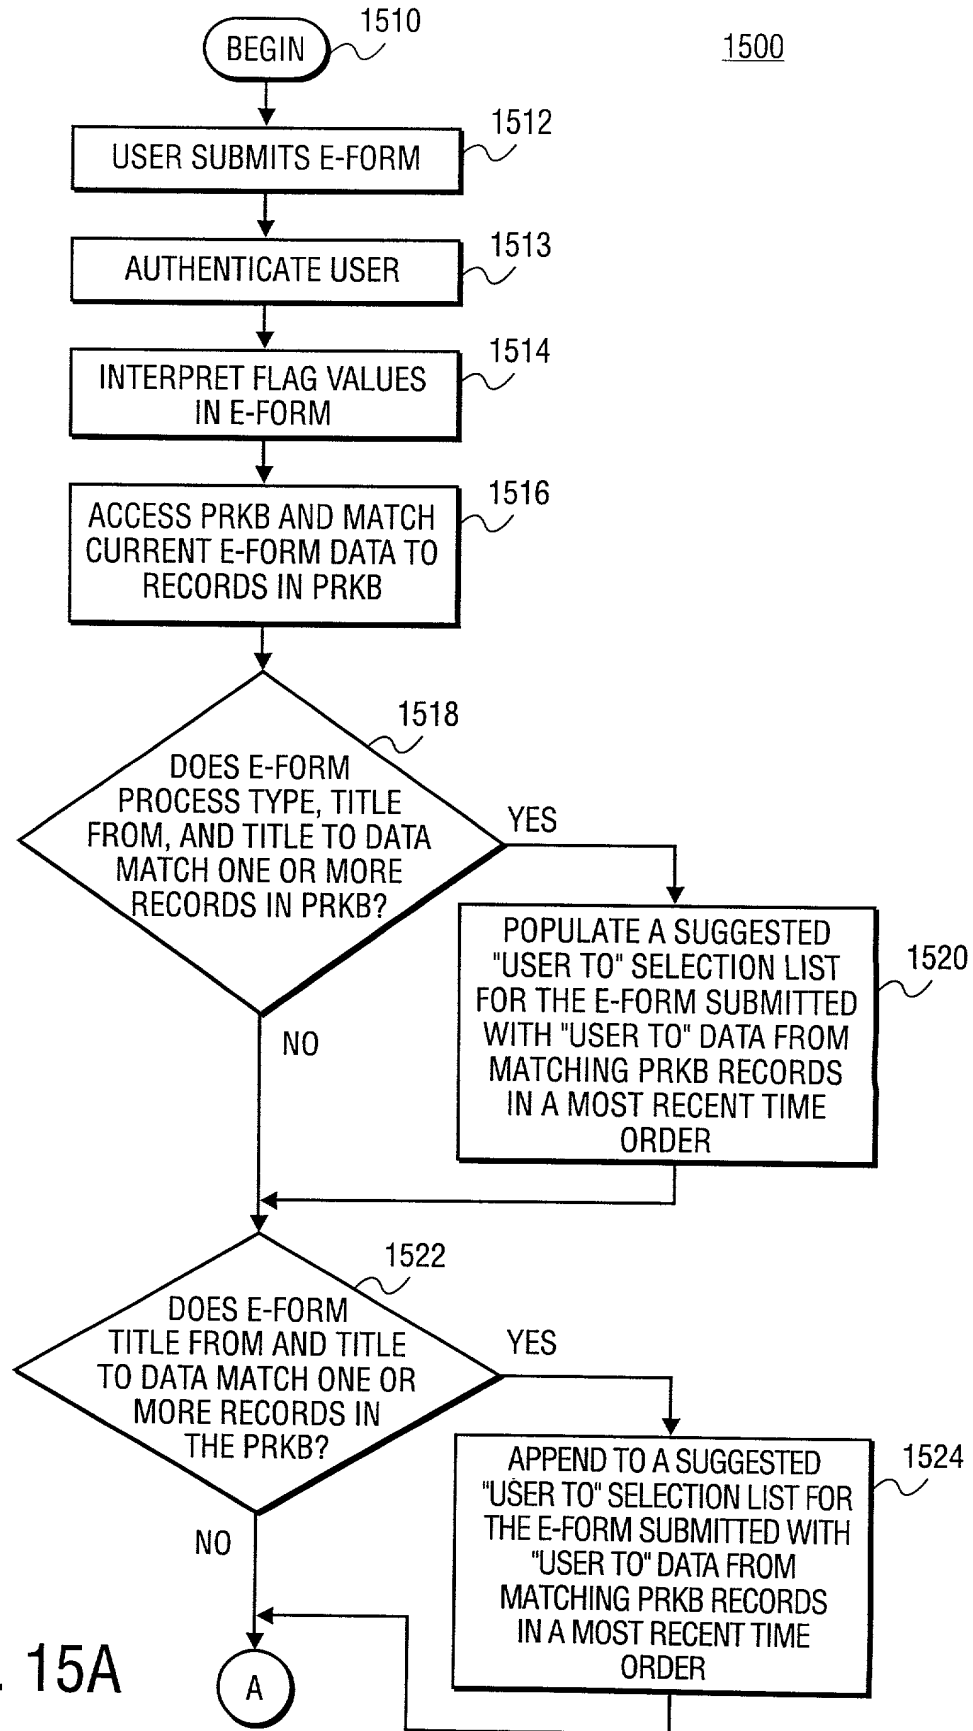 1510
BEGIN
1500
1512
USER SUBMITS E-FORM
1513
AUTHENTICATE USER
1514
INTERPRET FLAG VALUES
IN E-FORM
1516
ACCESS PRKB AND MATCH
CURRENT E-FORM DATA TO
RECORDS IN PRKB
1518
DOES E-FORM
PROCESS TYPE, TITLE
FROM, AND TITLE TO DATA
MATCH ONE OR MORE
RECORDS IN PRKB?
YES
1520
POPULATE A SUGGESTED
"USER TO" SELECTION LIST
FOR THE E-FORM SUBMITTED
WITH "USER TO" DATA FROM
MATCHING PRKB RECORDS
IN A MOST RECENT TIME
ORDER
NO
1522
DOES E-FORM
TITLE FROM AND TITLE
TO DATA MATCH ONE OR
MORE RECORDS IN
THE PRKB?
YES
1524
APPEND TO A SUGGESTED
"USER TO" SELECTION LIST FOR
THE E-FORM SUBMITTED WITH
"USER TO" DATA FROM
MATCHING PRKB RECORDS
IN A MOST RECENT TIME
ORDER
NO
A
. 15A